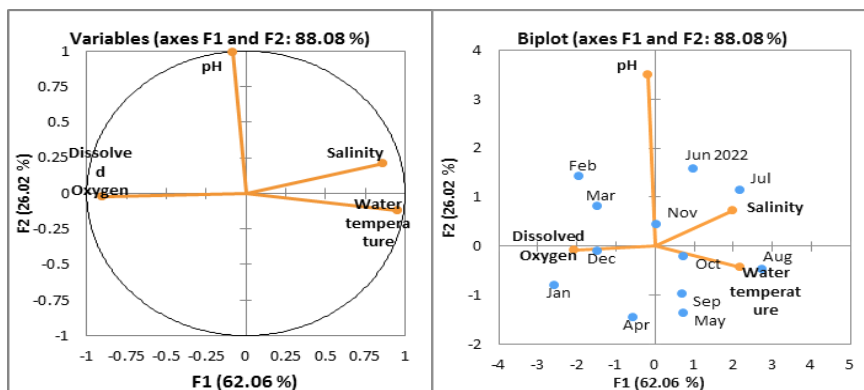 Variables (axes F1 and F2: 88.08 %)
1
pH
0.75
0.5
Dissolve
d
Oxygen
Salinity
0.25
0
Water
tempera
ture
-0.25
-0.5
-0.75
-1
-1 -0.75 -0.5 -0.25 0 0.25 0.5 0.75 1
F2 (26.02 %)
F1 (62.06 %)
Biplot (axes F1 and F2: 88.08 %)
4
pH
3
2
Feb
Jun 2022
Jul
1
Mar
Nov
Salinity
Dissolved
Oxygen
0
Dec
Oct
Aug
Water
temperat
ure
Jan
-1
Sep
Apr
May
-2
-5 -4 -3 -2 -1 0 1 2 3 4 5
F2 (26.02 %)
F1 (62.06 %)